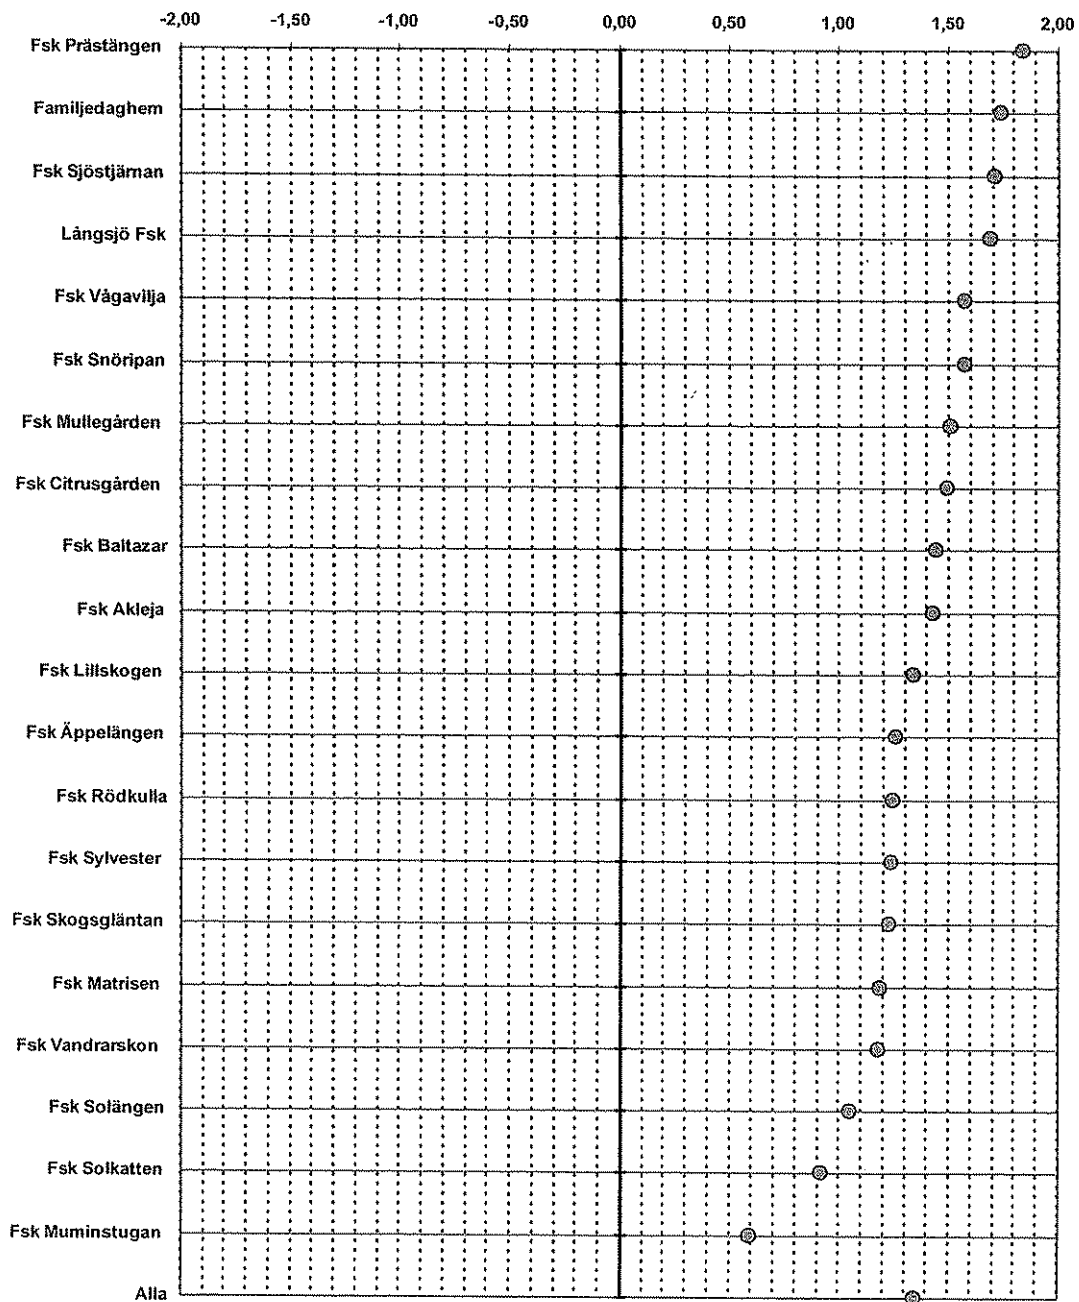 -2,00 -1,50 -1,00 -0,50 0,00 0,50 1,00 1,50 2,00
Fsk Prästängen
Familjedaghem
Fsk Sjöstjärnan
Långsjö Fsk
Fsk Vågavilja
Fsk Snöripan
Fsk Mullegården
Fsk Citrusgården
Fsk Baltazar
Fsk Akleja
Fsk Lillskogen
Fsk Äppelängen
Fsk Rödkulla
Fsk Sylvester
Fsk Skogsgläntan
Fsk Matrisen
Fsk Vandrarskon
Fsk Solängen
Fsk Solkatten
Fsk Muminstugan
Alla